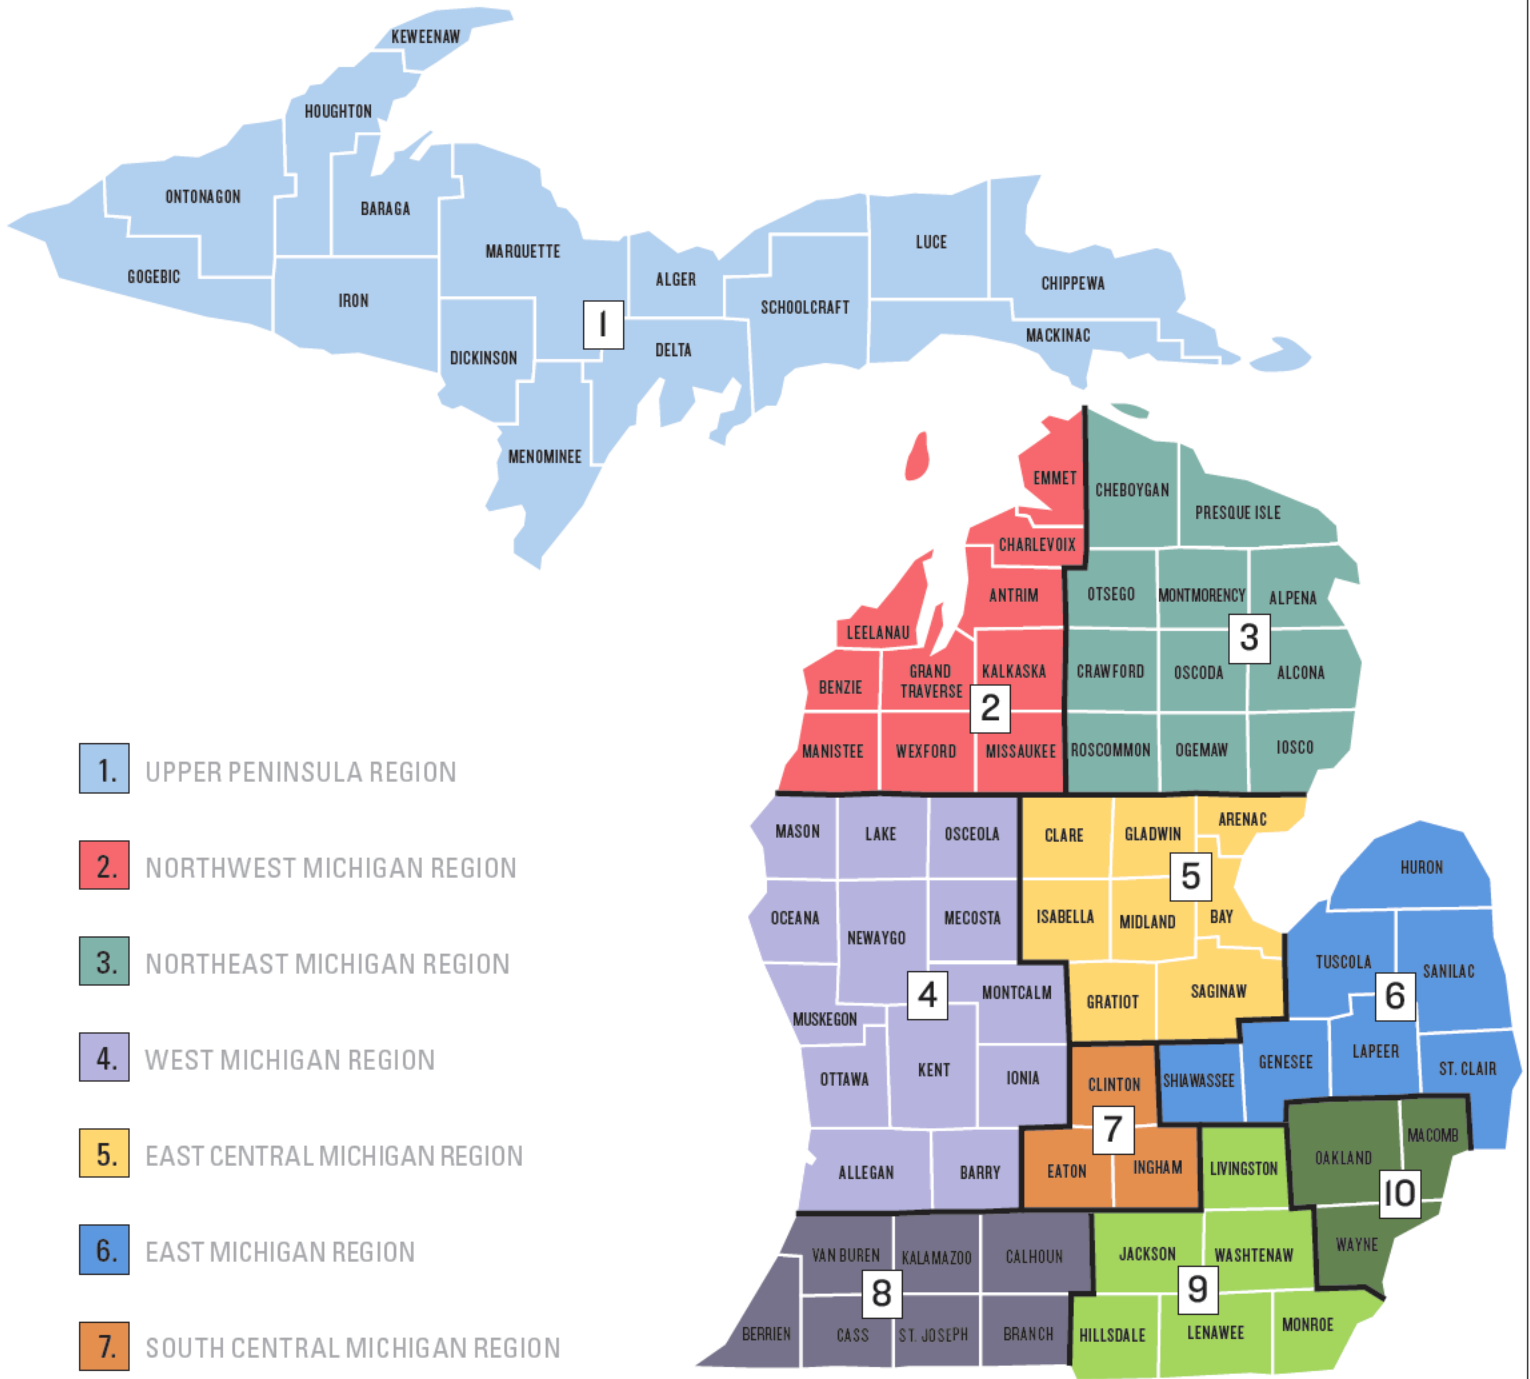 KEWEENAW
HOUGHTON
ONTONAGON
BARAGA
MARQUETTE
LUCE
GOGEBIC
ALGER
CHIPPEWA
IRON
SCHOOLCRAFT
1
MACKINAC
DICKINSON
DELTA
MENOMINEE
EMMET
CHEBOYGAN
PRESQUE ISLE
CHARLEVOIX
ANTRIM
OTSEGO
MONTMORENCY
ALPENA
LEELANAU
3
BENZIE
GRAND
TRAVERSE
KALKASKA
CRAWFORD
OSCODA
ALCONA
2
MANISTEE
WEXFORD
MISSAUKEE
ROSCOMMON
OGEMAW
IOSCO
MASON
LAKE
OSCEOLA
CLARE
GLADWIN
ARENAC
5
HURON
OCEANA
NEWAYGO
MECOSTA
ISABELLA
MIDLAND
BAY
TUSCOLA
SANILAC
4
MONTCALM
GRATIOT
SAGINAW
6
MUSKEGON
OTTAWA
KENT
IONIA
CLINTON
SHIAWASSEE
GENESEE
LAPEER
ST. CLAIR
7
ALLEGAN
BARRY
EATON
INGHAM
LIVINGSTON
OAKLAND
MACOMB
10
VAN BUREN
KALAMAZOO
CALHOUN
JACKSON
WASHTENAW
WAYNE
8
9
BERRIEN
CASS
ST. JOSEPH
BRANCH
HILLSDALE
LENAWEE
MONROE
1. UPPER PENINSULA REGION
2. NORTHWEST MICHIGAN REGION
3. NORTHEAST MICHIGAN REGION
4. WEST MICHIGAN REGION
5. EAST CENTRAL MICHIGAN REGION
6. EAST MICHIGAN REGION
7. SOUTH CENTRAL MICHIGAN REGION